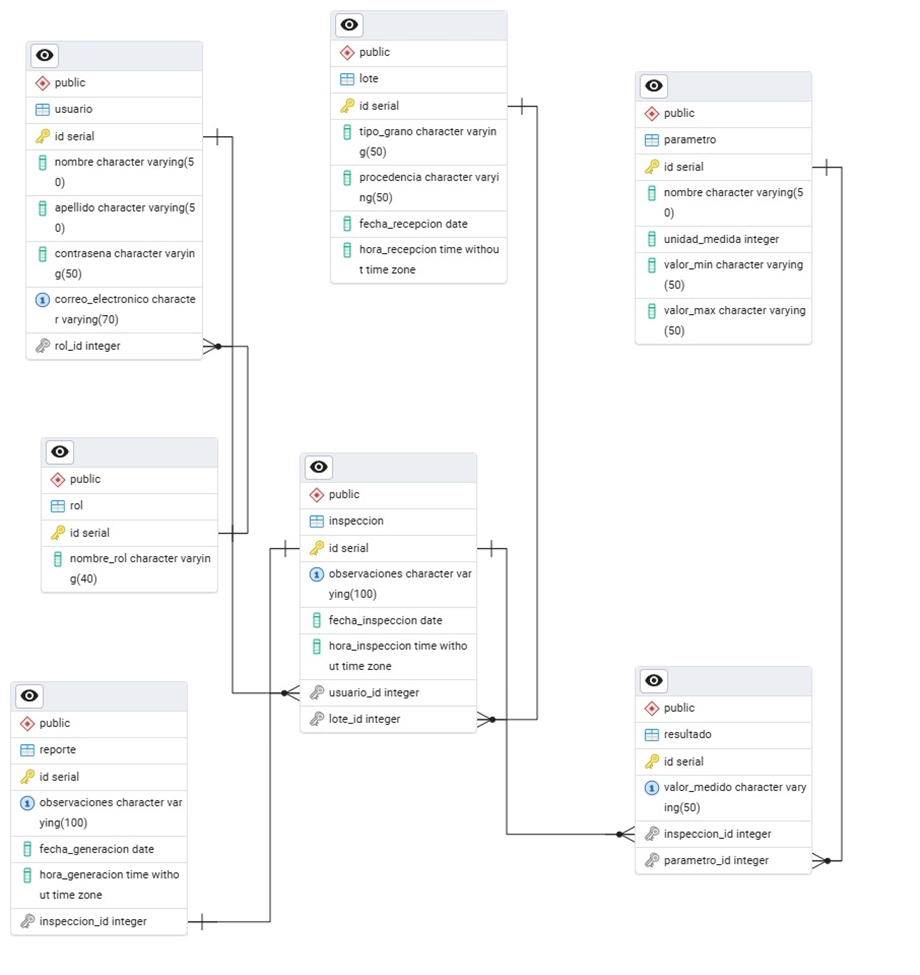 public
usuario
id serial
nombre character varying(5
0)
apellido character varying(5
0)
contrasena character varyin
g(50)
correo_electronico characte
r varying(70)
rol_id integer
public
lote
id serial
tipo_grano character varyin
g(50)
procedencia character varyi
ng(50)
fecha_recepcion date
hora_recepcion time withou
t time zone
public
parametro
id serial
nombre character varying(5
0)
unidad_medida integer
valor_min character varying
(50)
valor_max character varying
(50)
public
rol
id serial
nombre_rol character varyin
g(40)
public
inspeccion
id serial
observaciones character var
ying(100)
fecha_inspeccion date
hora_inspeccion time witho
ut time zone
usuario_id integer
lote_id integer
public
reporte
id serial
observaciones character var
ying(100)
fecha_generacion date
hora_generacion time witho
ut time zone
inspeccion_id integer
public
resultado
id serial
valor_medido character vary
ing(50)
inspeccion_id integer
parametro_id integer